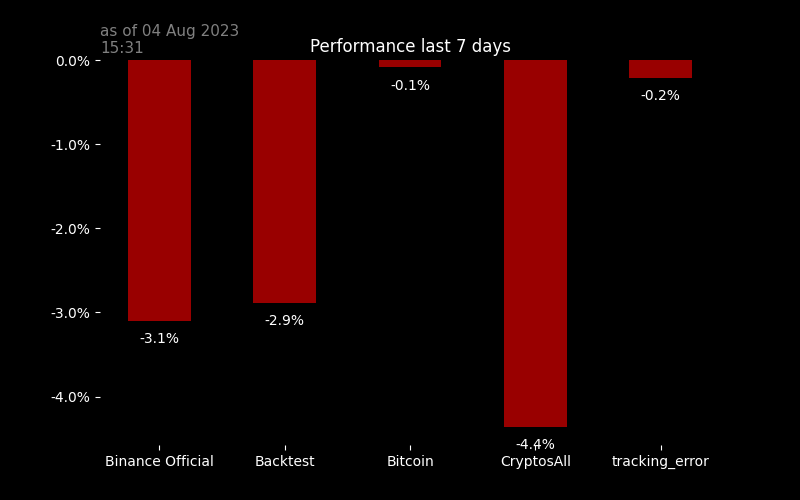 as of 04 Aug 2023
15:31
Performance last 7 days
0.0%
-1.0%
-2.0%
-3.0%
-4.0%
-3.1%
-2.9%
-0.1%
-4.4%
-0.2%
Binance Official
Backtest
Bitcoin
CryptosAll
tracking_error